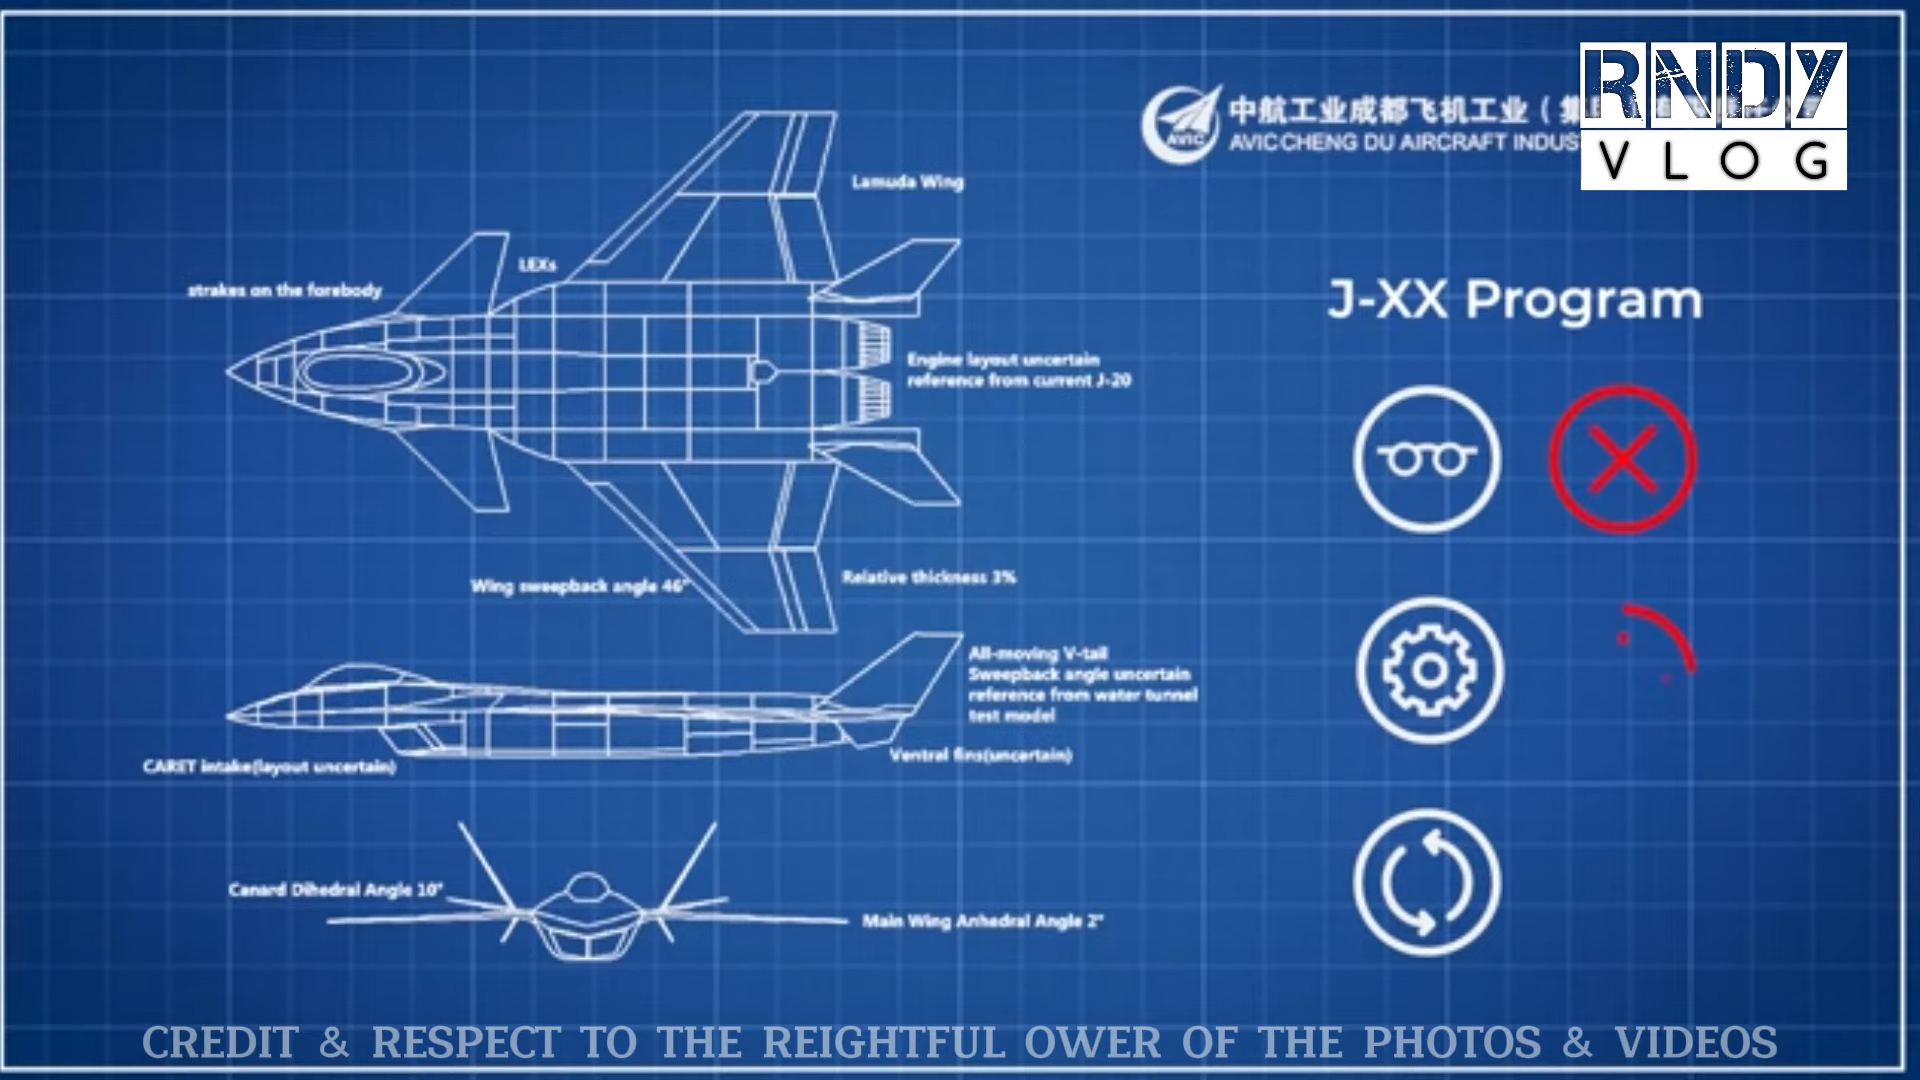 RNDY
VLOG
中航工业成都飞机工业（集
AVIC CHENG DU AIRCRAFT INDUS
AVIC
Lamuda Wing
LEXs
strakes on the forebody
J-XX Program
Engine layout uncertain
reference from current J-20
Wing sweepback angle 46°
Relative thickness 3%
All-moving V-tail
Sweepback angle uncertain
reference from water tunnel
test model
Ventral fins(uncertain)
CARET intake(layout uncertain)
Canard Dihedral Angle 10°
Main Wing Anhedral Angle 2°
CREDIT & RESPECT TO THE REIGHTFUL OWER OF THE PHOTOS & VIDEOS